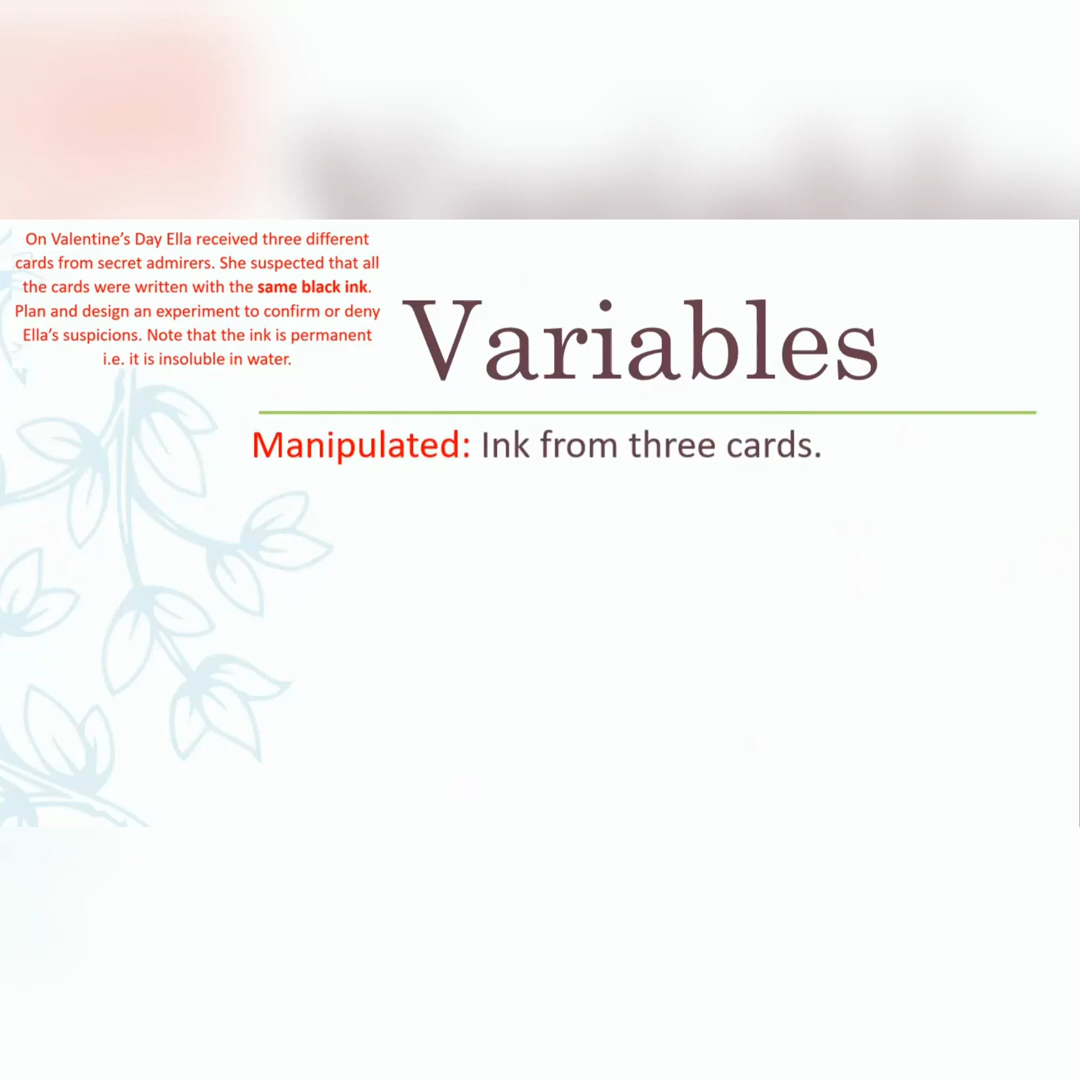 On Valentine’s Day Ella received three different
cards from secret admirers. She suspected that all
the cards were written with the same black ink.
Plan and design an experiment to confirm or deny
Ella’s suspicions. Note that the ink is permanent
i.e. it is insoluble in water.
Variables
Manipulated: Ink from three cards.